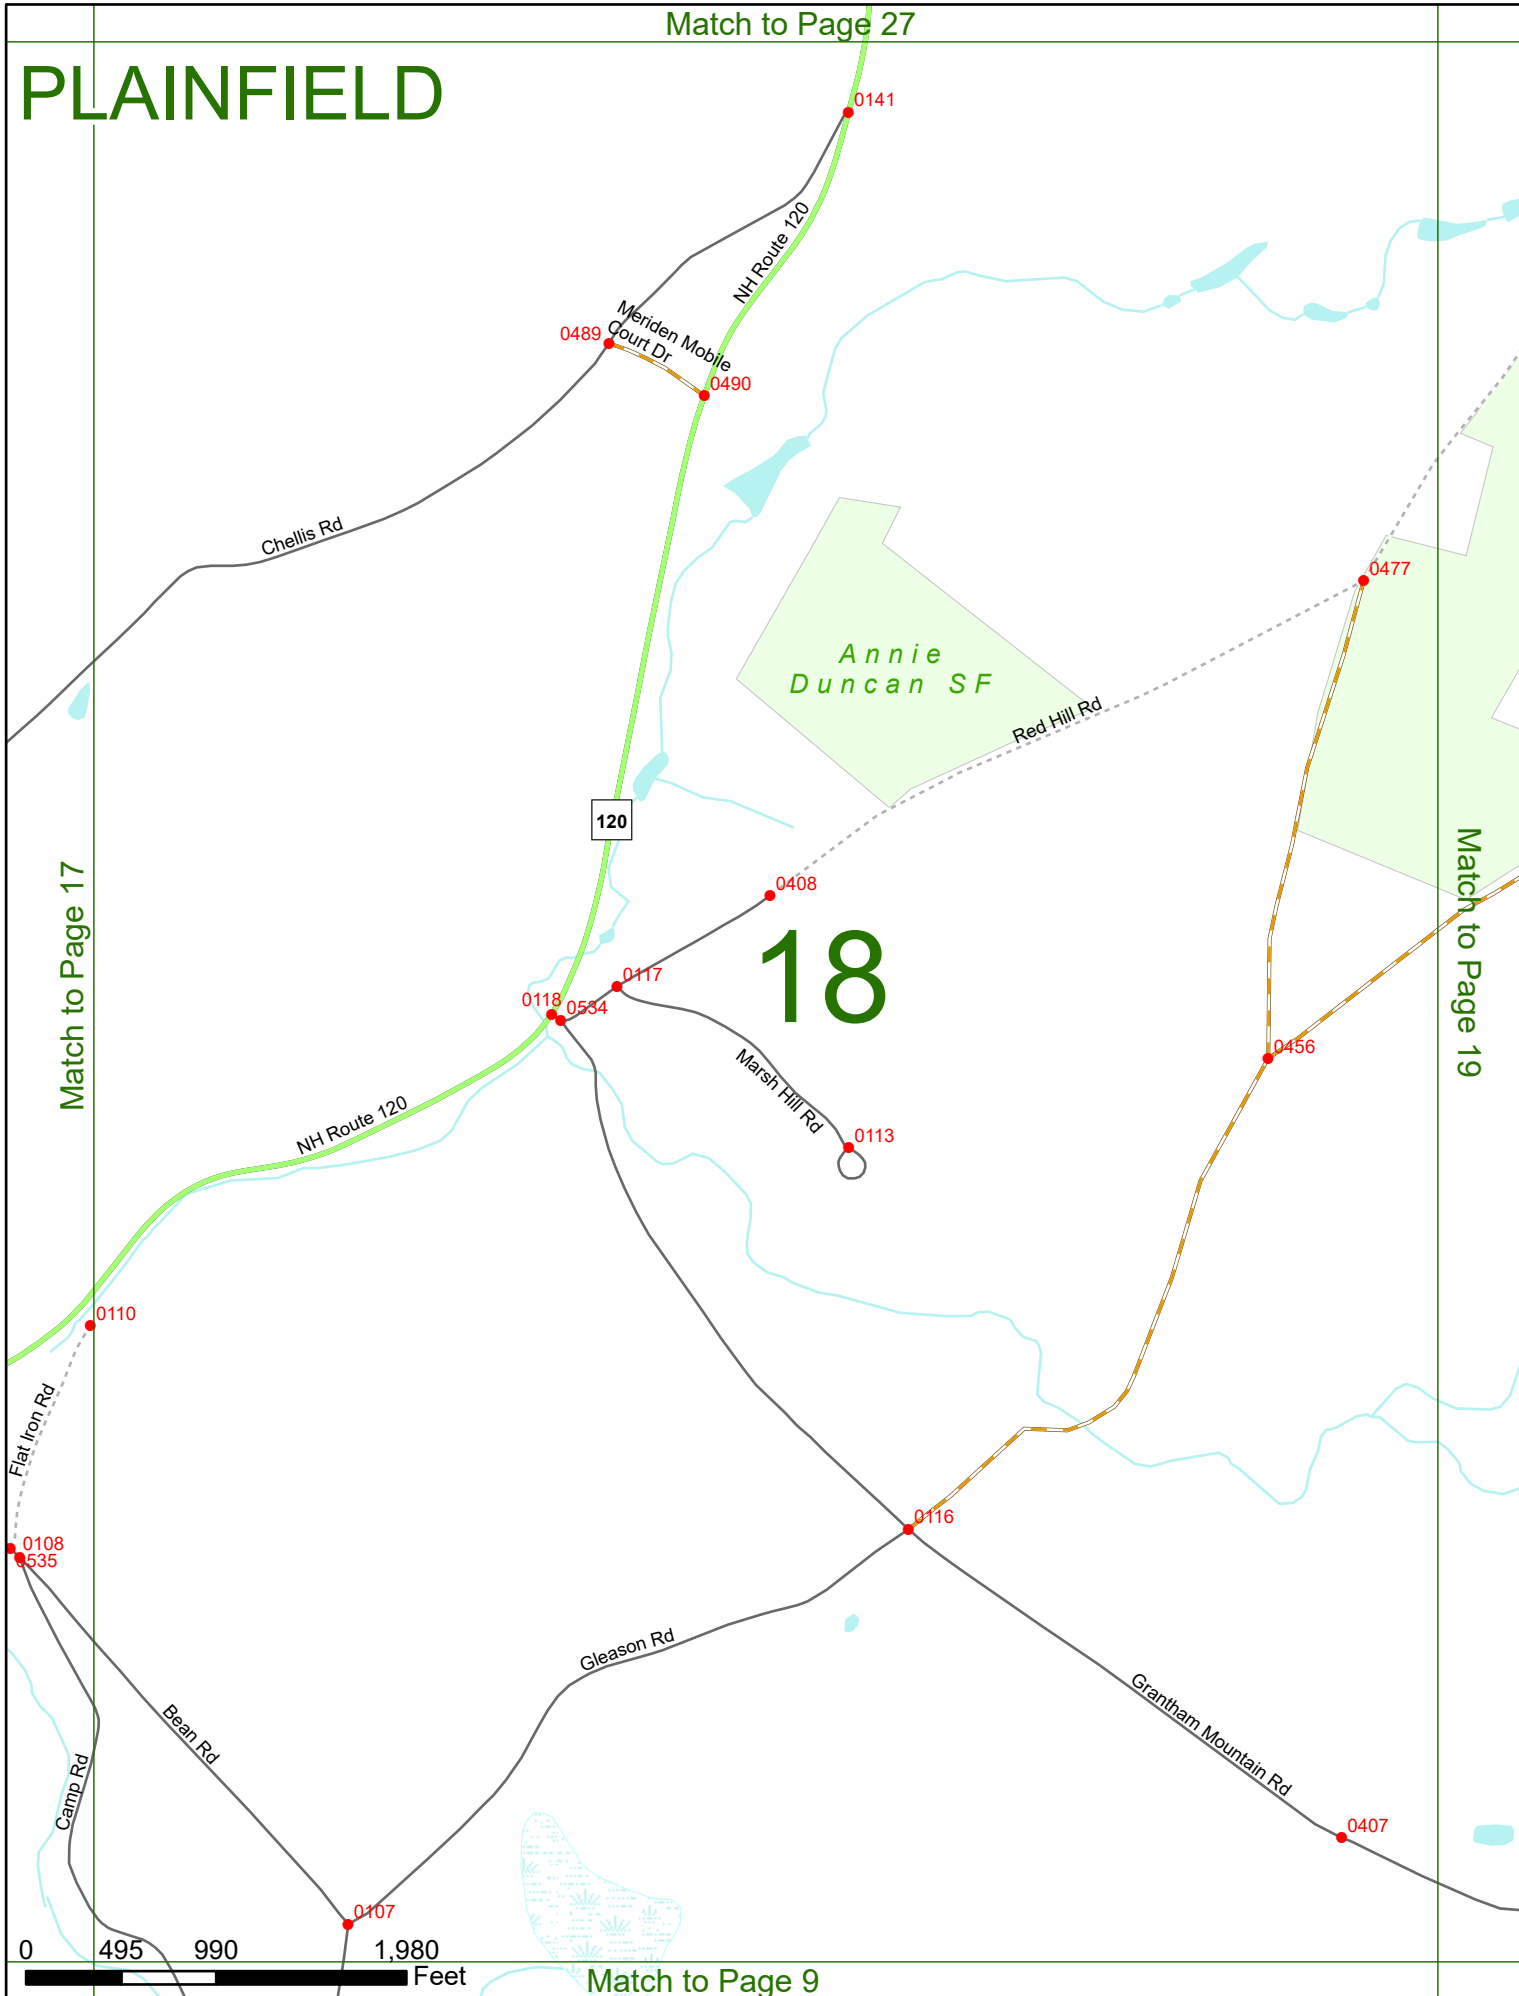 Match to Page 27
PLAINFIELD
0141
NH Route 120
Meriden Mobile
Court Dr
0489
0490
Chellis Rd
0477
Annie
Duncan SF
Red Hill Rd
120
Match to Page 17
Match to Page 19
0408
18
0117
0118
0534
0456
Marsh Hill Rd
NH Route 120
0113
0110
Flat Iron Rd
0116
0108
0535
Gleason Rd
Grantham Mountain Rd
Bean Rd
Camp Rd
0407
0107
0 495 990 1,980
Feet
Match to Page 9